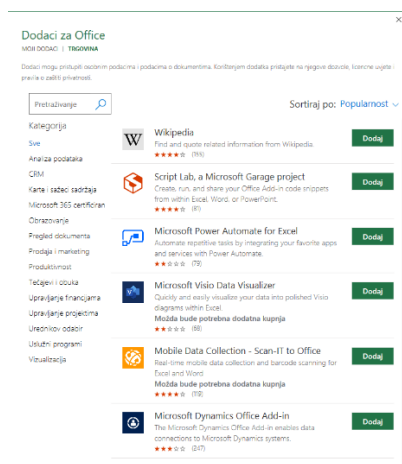 Dodaci za Office
MOJI DODACI | TRGOVINA
Dodaci mogu pristupiti osobnim podacima i podacima o dokumentima. Korištenjem dodatka pristajete na njegove dozvole, licencne uvjete i
pravila o zaštiti privatnosti.
Pretraživanje
Sortiraj po: Popularnost
Kategorija
Sve
Analiza podataka
CRM
Karte i sažeci sadržaja
Microsoft 365 certificiran
Obrazovanje
Pregled dokumenta
Prodaja i marketing
Produktivnost
Tečajevi i obuka
Upravljanje financijama
Upravljanje projektima
Urednikov odabir
Uslužni programi
Vizualizacija
W
Wikipedia
Find and quote related information from Wikipedia.
Dodaj
Script Lab, a Microsoft Garage project
Create, run, and share your Office Add-in code snippets
from within Excel, Word, or PowerPoint.
(81)
Dodaj
Microsoft Power Automate for Excel
Automate repetitive tasks by integrating your favorite apps
and services with Power Automate.
(79)
Dodaj
Microsoft Visio Data Visualizer
Quickly and easily visualize your data into polished Visio
diagrams within Excel.
Možda bude potrebna dodatna kupnja
(68)
Dodaj
Mobile Data Collection - Scan-IT to Office
Real-time mobile data collection and barcode scanning for
Excel and Word
Možda bude potrebna dodatna kupnja
Dodaj
Microsoft Dynamics Office Add-in
The Microsoft Dynamics Office Add-in enables data
connections to Microsoft Dynamics systems.
(247)
Dodaj